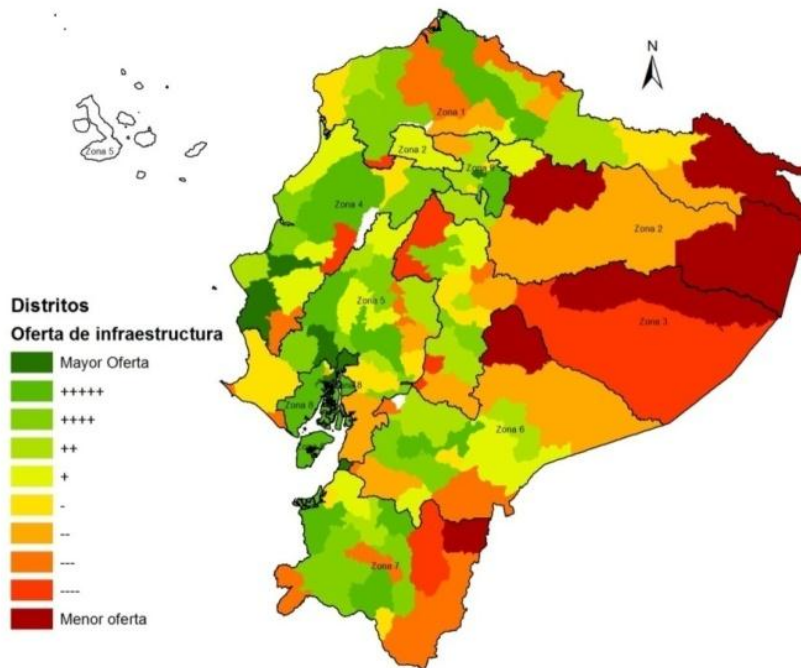 N
Zona 5
Zona 1
Zona 2
Zona 9
Zona 4
Zona 2
Zona 5
Zona 3
Zona 8
Zona 6
Zona 7
Distritos
Oferta de infraestructura
Mayor Oferta
+++++
++++
++
+
-
--
---
----
Menor oferta